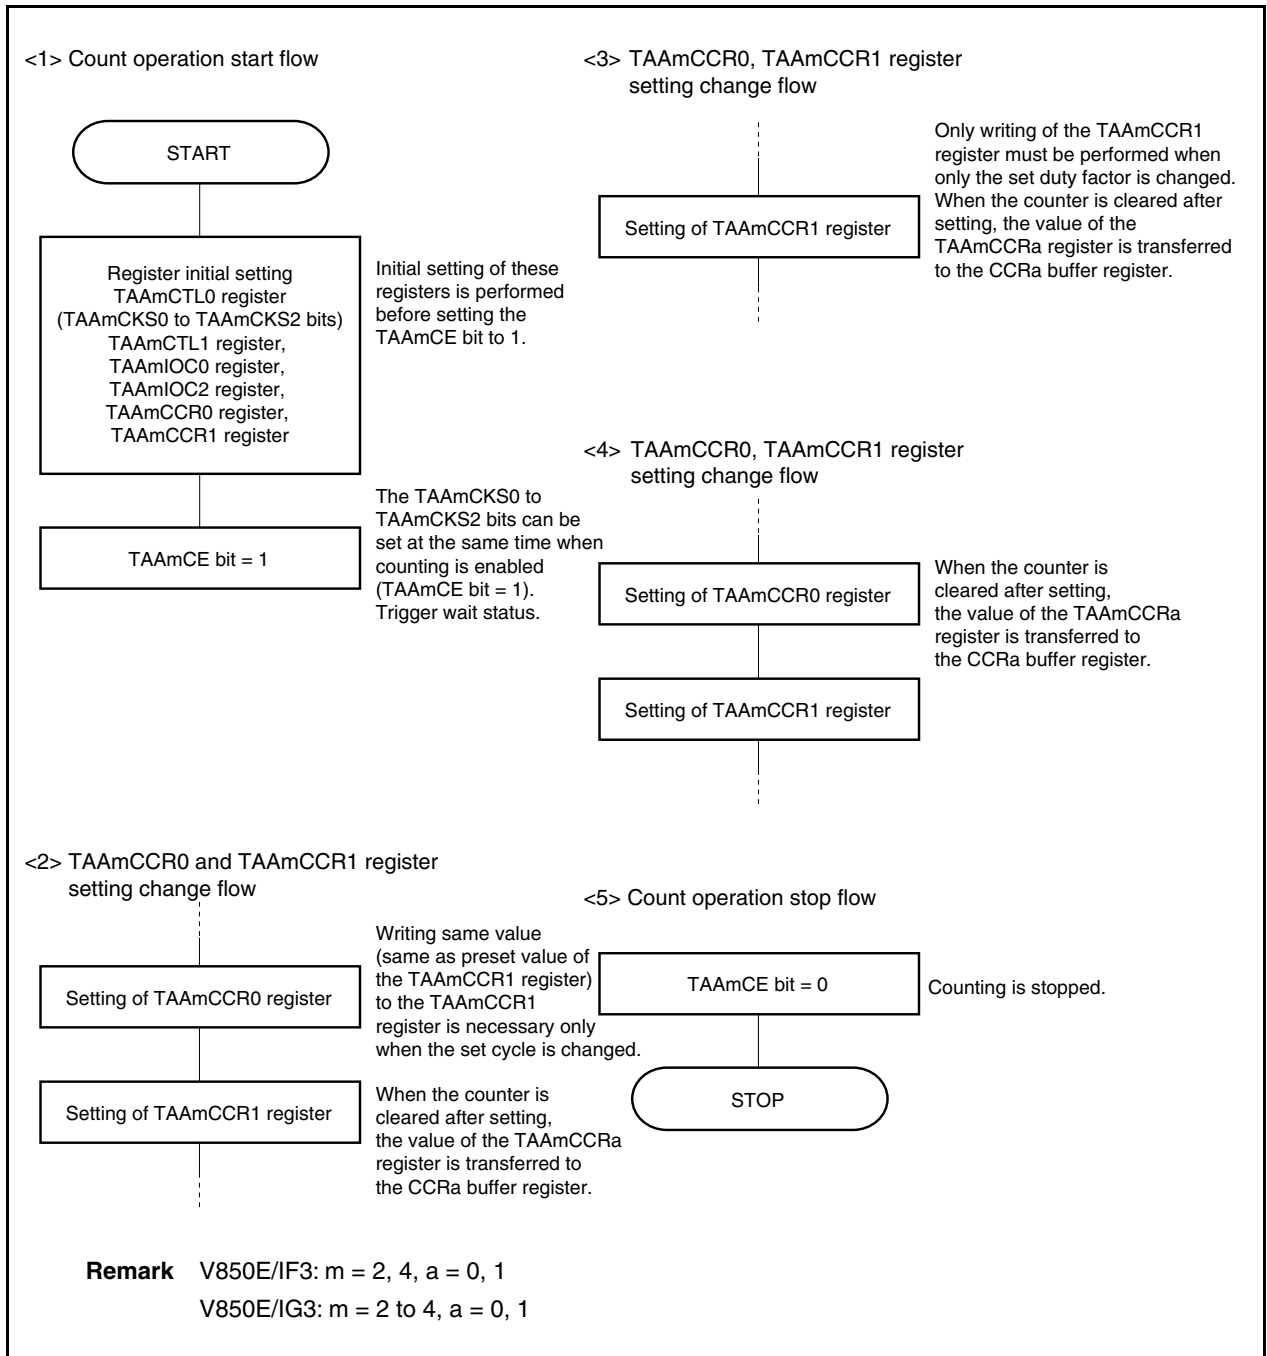 <1> Count operation start flow
START
Register initial setting
TAAmCTL0 register
(TAAmCKS0 to TAAmCKS2 bits)
TAAmCTL1 register,
TAAmIOC0 register,
TAAmIOC2 register,
TAAmCCR0 register,
TAAmCCR1 register
Initial setting of these
registers is performed
before setting the
TAAmCE bit to 1.
TAAmCE bit = 1
The TAAmCKS0 to
TAAmCKS2 bits can be
set at the same time when
counting is enabled
(TAAmCE bit = 1).
Trigger wait status.
<2> TAAmCCR0 and TAAmCCR1 register
setting change flow
Setting of TAAmCCR0 register
Writing same value
(same as preset value of
the TAAmCCR1 register)
to the TAAmCCR1
register is necessary only
when the set cycle is changed.
Setting of TAAmCCR1 register
When the counter is
cleared after setting,
the value of the TAAmCCRa
register is transferred to
the CCRa buffer register.
<3> TAAmCCR0, TAAmCCR1 register
setting change flow
Setting of TAAmCCR1 register
Only writing of the TAAmCCR1
register must be performed when
only the set duty factor is changed.
When the counter is cleared after
setting, the value of the
TAAmCCRa register is transferred
to the CCRa buffer register.
<4> TAAmCCR0, TAAmCCR1 register
setting change flow
Setting of TAAmCCR0 register
When the counter is
cleared after setting,
the value of the TAAmCCRa
register is transferred to
the CCRa buffer register.
Setting of TAAmCCR1 register
<5> Count operation stop flow
TAAmCE bit = 0
Counting is stopped.
STOP
Remark V850E/IF3: m = 2, 4, a = 0, 1
V850E/IG3: m = 2 to 4, a = 0, 1